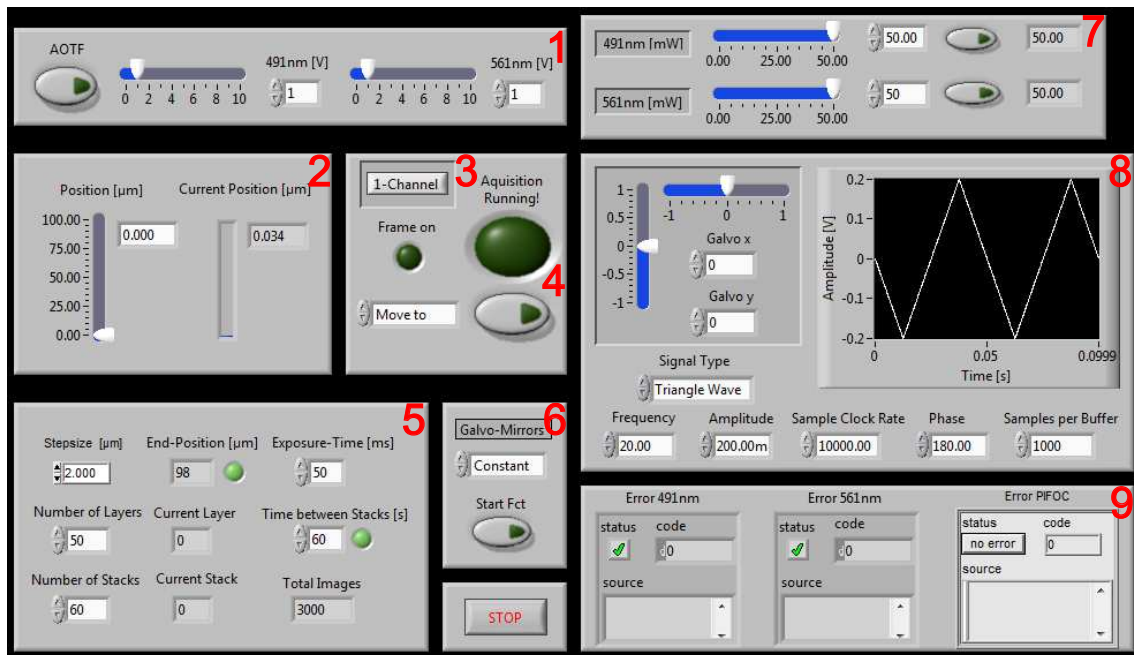 1
AOTF
491nm [V]
561nm [V]
0 2 4 6 8 10
1
0 2 4 6 8 10
1
7
491nm [mW]
0.00 25.00 50.00
50.00
50.00
561nm [mW]
0.00 25.00 50.00
50
50.00
2
Position [µm]
Current Position [µm]
100.00
75.00
50.00
25.00
0.00
0.000
0.034
3
1-Channel
Aquisition
Running!
Frame on
4
Move to
8
1
0.5
0
-0.5
-1
-1 0 1
Galvo x
0
Galvo y
0
Amplitude [V]
0.2
0.1
0
-0.1
-0.2
0 0.05 0.0999
Time [s]
Signal Type
Triangle Wave
Frequency Amplitude Sample Clock Rate Phase Samples per Buffer
20.00 200.00m 10000.00 180.00 1000
5
Stepsize [µm] End-Position [µm] Exposure-Time [ms]
2.000 98 50
Number of Layers Current Layer Time between Stacks [s]
50 0 60
Number of Stacks Current Stack Total Images
60 0 3000
6
Galvo-Mirrors
Constant
Start Fct
STOP
9
Error 491nm
status code
0
source
Error 561nm
status code
0
source
Error PIFOC
status code
no error 0
source